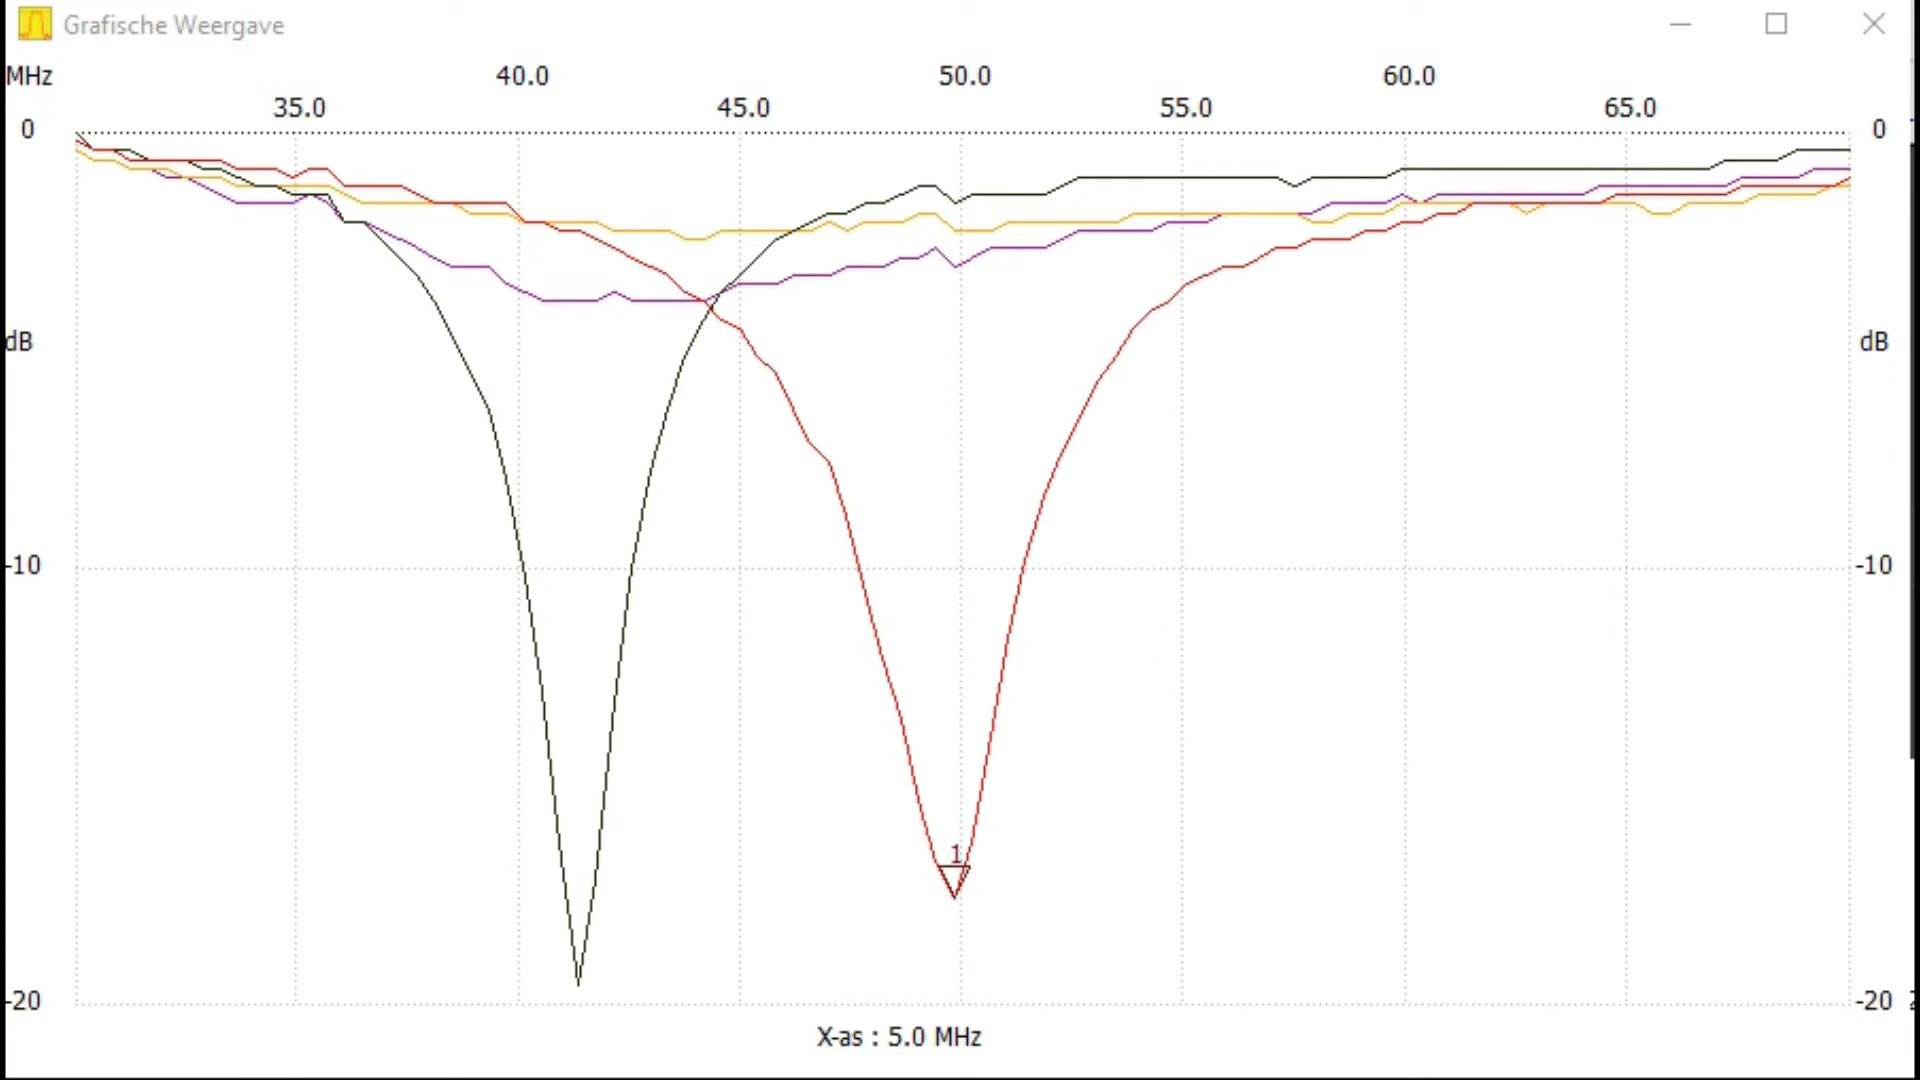 Grafische Weergave
MHz 40.0 50.0 60.0
35.0 45.0 55.0 65.0
0 0
dB dB
-10 -10
1
-20 -20
X-as : 5.0 MHz